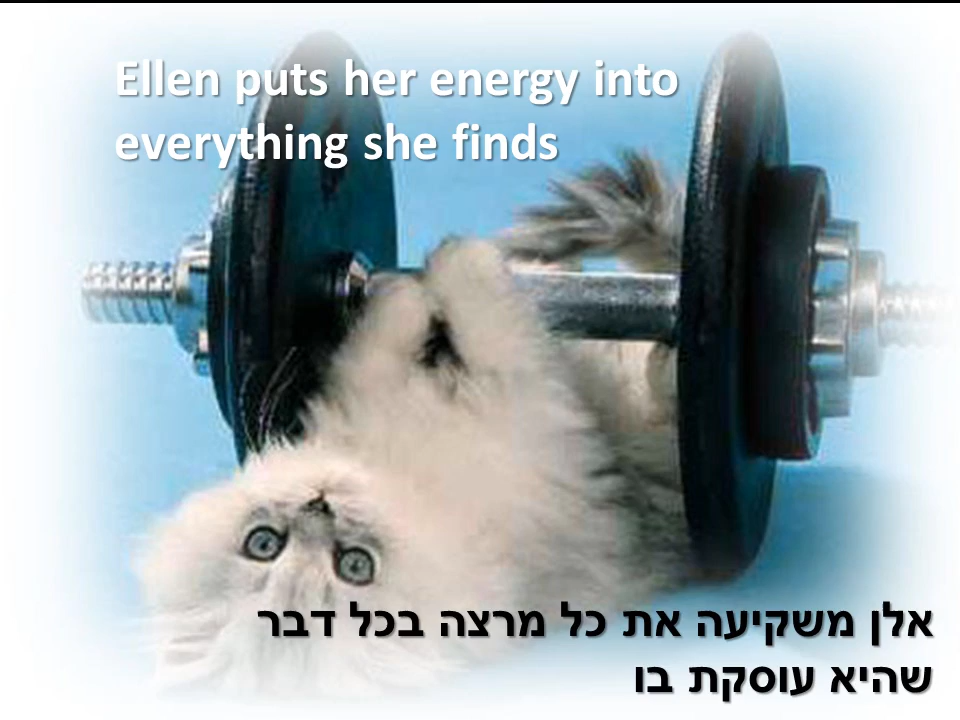 Ellen puts her energy into
everything she finds
אלן משקיעה את כל מרצה בכל דבר
שהיא עוסקת בו